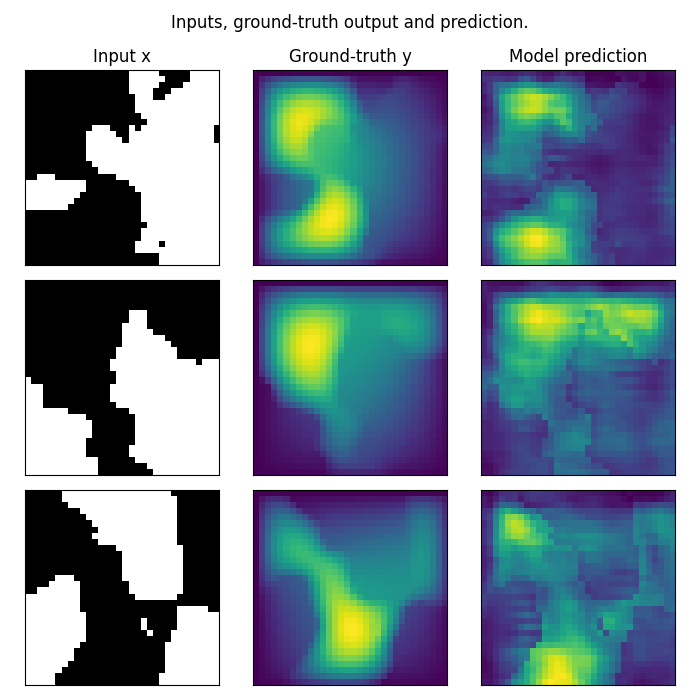 Inputs, ground-truth output and prediction.
Input x
Ground-truth y
Model prediction